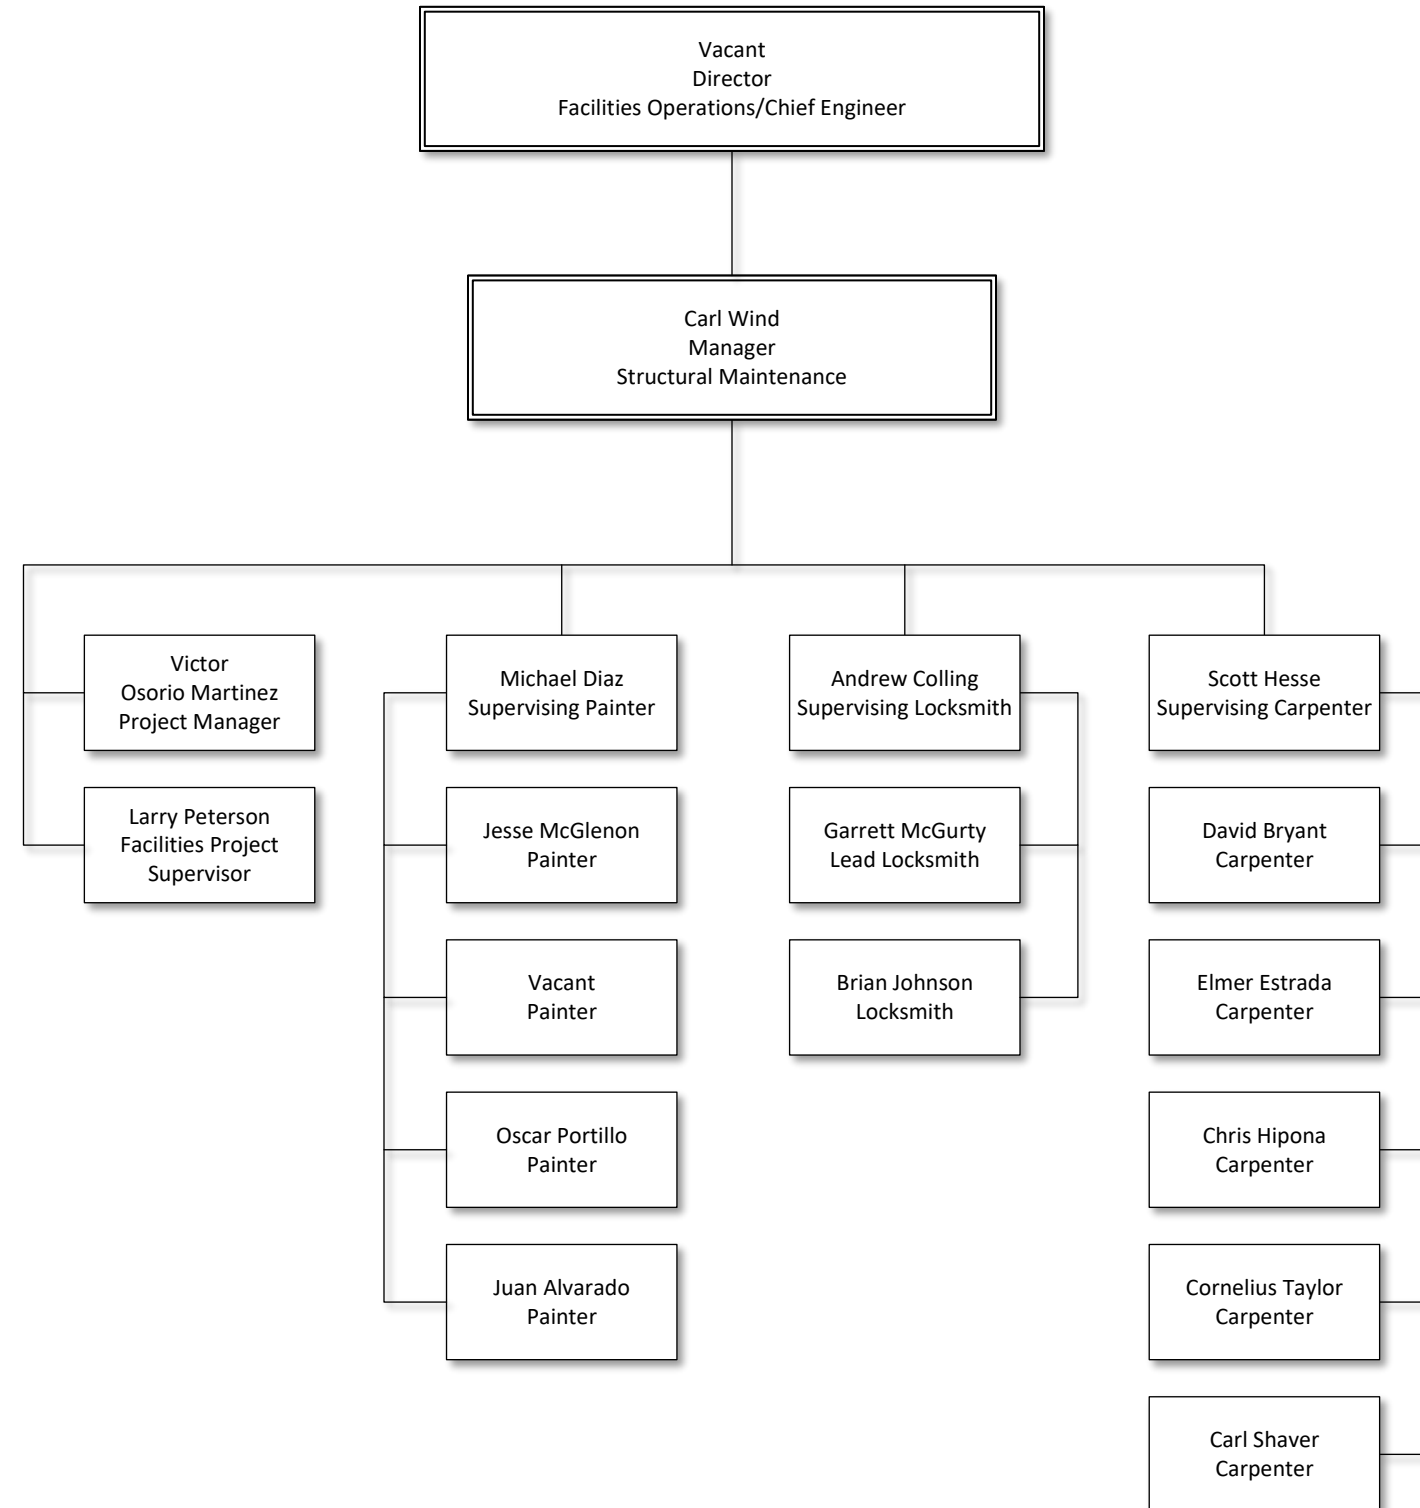 Vacant
Director
Facilities Operations/Chief Engineer
Carl Wind
Manager
Structural Maintenance
Victor
Osorio Martinez
Project Manager
Larry Peterson
Facilities Project
Supervisor
Michael Diaz
Supervising Painter
Jesse McGlenon
Painter
Vacant
Painter
Oscar Portillo
Painter
Juan Alvarado
Painter
Andrew Colling
Supervising Locksmith
Garrett McGurty
Lead Locksmith
Brian Johnson
Locksmith
Scott Hesse
Supervising Carpenter
David Bryant
Carpenter
Elmer Estrada
Carpenter
Chris Hipona
Carpenter
Cornelius Taylor
Carpenter
Carl Shaver
Carpenter